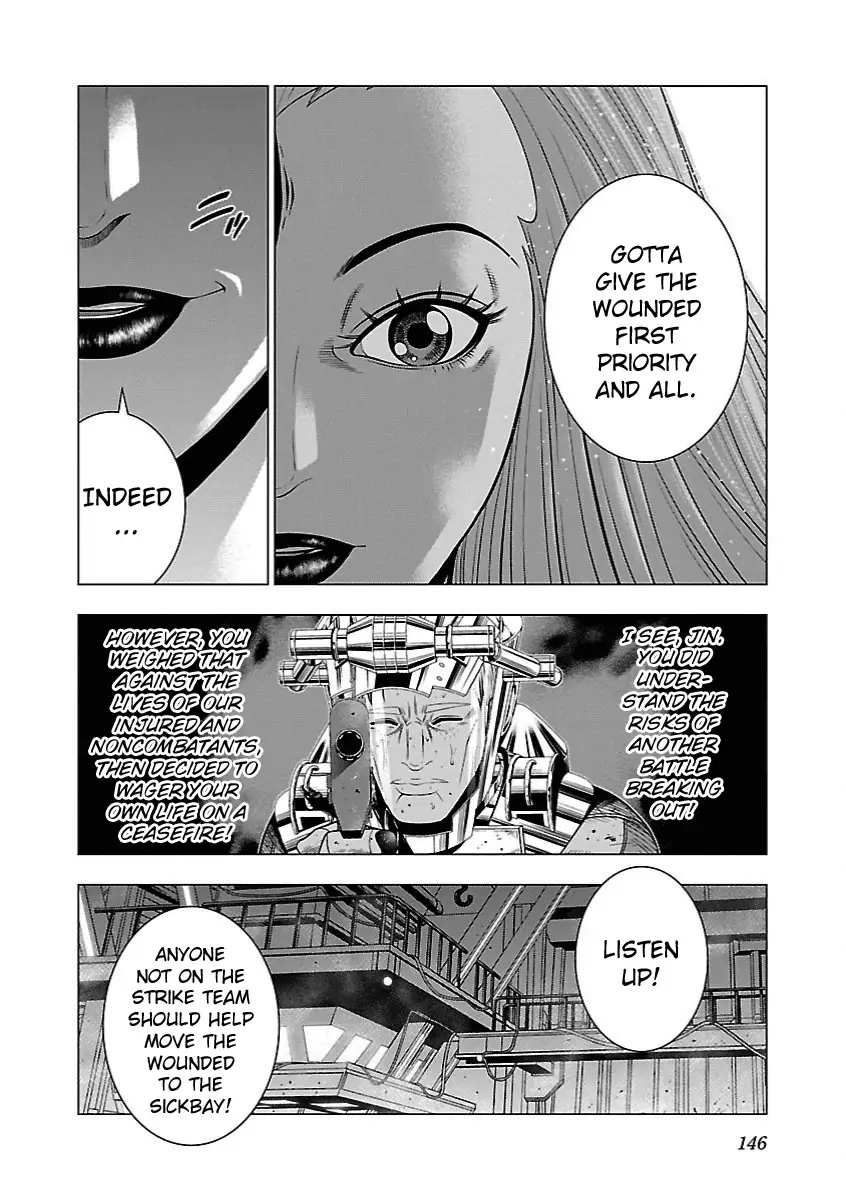 GOTTA
GIVE THE
WOUNDED
FIRST
PRIORITY
AND ALL.
INDEED
...
I SEE, JIN.
YOU DID
UNDER-
STAND THE
RISKS OF
ANOTHER
BATTLE
BREAKING
OUT!
HOWEVER, YOU
WEIGHED THAT
AGAINST THE
LIVES OF OUR
INJURED AND
NONCOMBATANTS,
THEN DECIDED TO
WAGER YOUR
OWN LIFE ON A
CEASEFIRE!
LISTEN
UP!
ANYONE
NOT ON THE
STRIKE TEAM
SHOULD HELP
MOVE THE
WOUNDED
TO THE
SICKBAY!
146